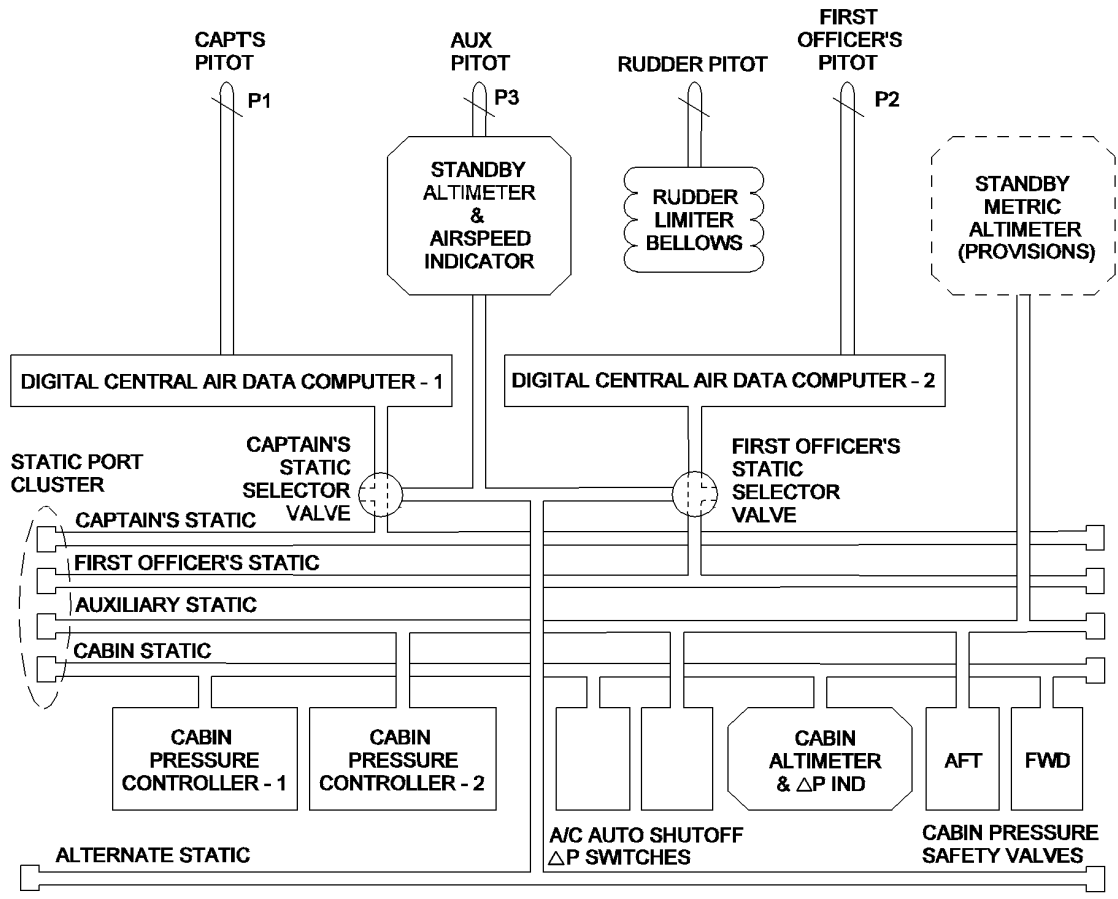 CAPT'S
PITOT
P1
AUX
PITOT
P3
RUDDER PITOT
FIRST
OFFICER'S
PITOT
P2
STANDBY
ALTIMETER
&
AIRSPEED
INDICATOR
RUDDER
LIMITER
BELLOWS
STANDBY
METRIC
ALTIMETER
(PROVISIONS)
DIGITAL CENTRAL AIR DATA COMPUTER - 1
DIGITAL CENTRAL AIR DATA COMPUTER - 2
CAPTAIN'S
STATIC
SELECTOR
VALVE
FIRST OFFICER'S
STATIC
SELECTOR
VALVE
STATIC PORT
CLUSTER
CAPTAIN'S STATIC
FIRST OFFICER'S STATIC
AUXILIARY STATIC
CABIN STATIC
CABIN
PRESSURE
CONTROLLER - 1
CABIN
PRESSURE
CONTROLLER - 2
A/C AUTO SHUTOFF
△P SWITCHES
CABIN
ALTIMETER
& △P IND
AFT
FWD
CABIN PRESSURE
SAFETY VALVES
ALTERNATE STATIC